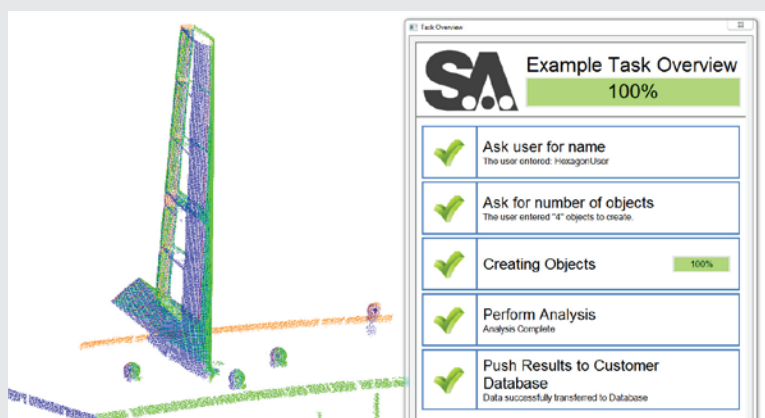 Task Overview
SA
Example Task Overview
100%
Ask user for name
The user entered: HexagonUser
Ask for number of objects
The user entered "4" objects to create.
Creating Objects
100%
Perform Analysis
Analysis Complete
Push Results to Customer
Database
Data successfully transferred to Database